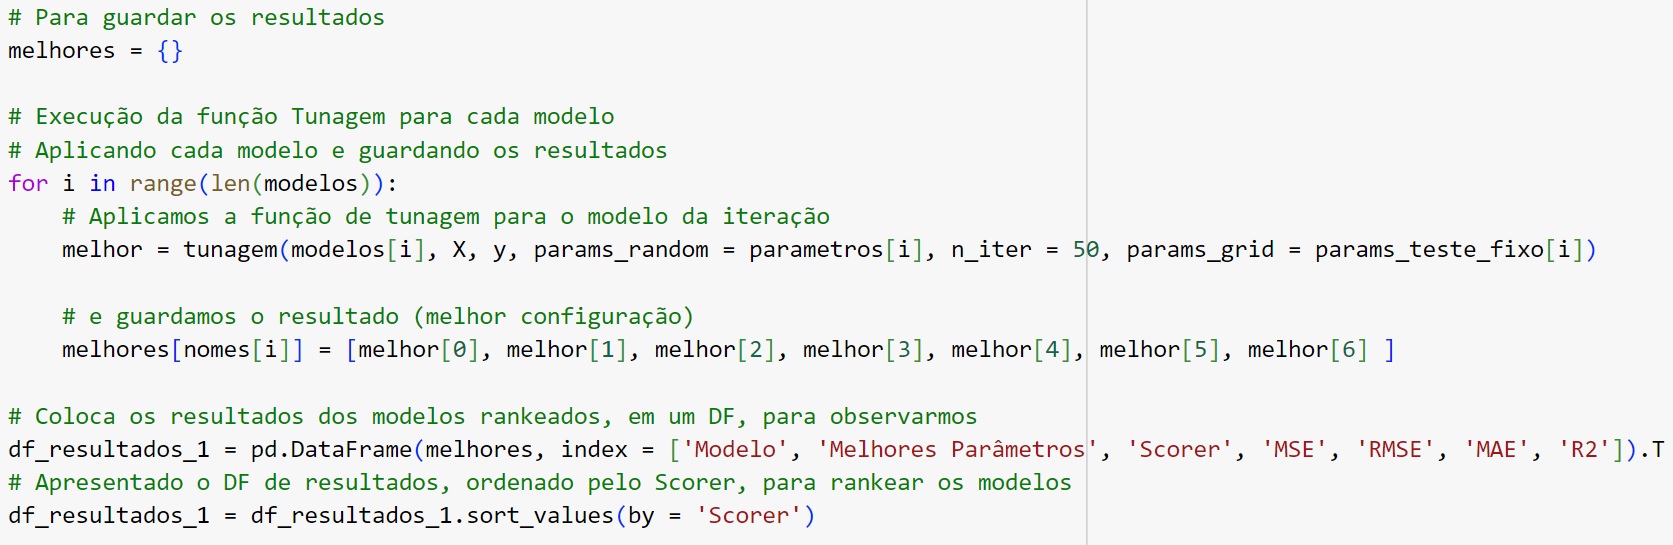 # Para guardar os resultados
melhores = {}
# Execução da função Tunagem para cada modelo
# Aplicando cada modelo e guardando os resultados
for i in range(len(modelos)):
    # Aplicamos a função de tunagem para o modelo da iteração
    melhor = tunagem(modelos[i], X, y, params_random = parametros[i], n_iter = 50, params_grid = params_teste_fixo[i])
    # e guardamos o resultado (melhor configuração)
    melhores[nomes[i]] = [melhor[0], melhor[1], melhor[2], melhor[3], melhor[4], melhor[5], melhor[6] ]
# Coloca os resultados dos modelos rankeados, em um DF, para observarmos
df_resultados_1 = pd.DataFrame(melhores, index = ['Modelo', 'Melhores Parâmetros', 'Scorer', 'MSE', 'RMSE', 'MAE', 'R2']).T
# Apresentado o DF de resultados, ordenado pelo Scorer, para rankear os modelos
df_resultados_1 = df_resultados_1.sort_values(by = 'Scorer')